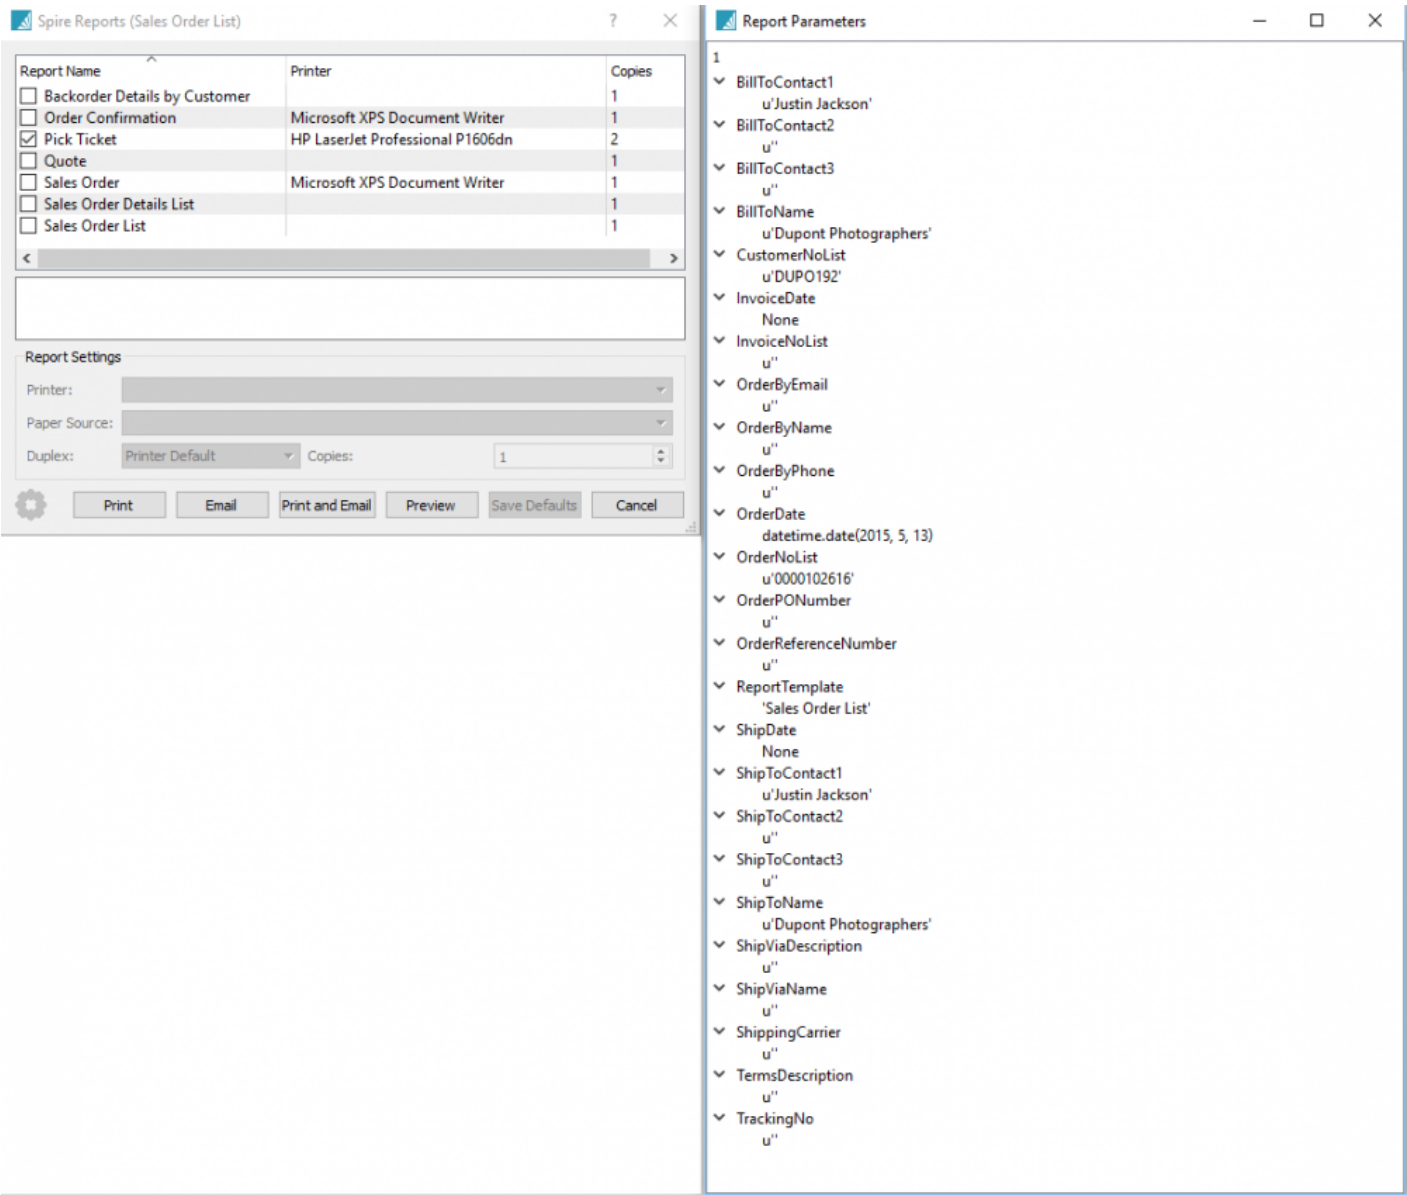 Spire Reports (Sales Order List)
Report Name Printer Copies
Backorder Details by Customer 1
Order Confirmation Microsoft XPS Document Writer 1
Pick Ticket HP LaserJet Professional P1606dn 2
Quote 1
Sales Order Microsoft XPS Document Writer 1
Sales Order Details List 1
Sales Order List 1
Report Settings
Printer:
Paper Source:
Duplex: Printer Default Copies: 1
Print Email Print and Email Preview Save Defaults Cancel
Report Parameters
1
BillToContact1
u'Justin Jackson'
BillToContact2
u''
BillToContact3
u''
BillToName
u'Dupont Photographers'
CustomerNoList
u'DUPO192'
InvoiceDate
None
InvoiceNoList
u''
OrderByEmail
u''
OrderByName
u''
OrderByPhone
u''
OrderDate
datetime.date(2015, 5, 13)
OrderNoList
u'0000102616'
OrderPONumber
u''
OrderReferenceNumber
u''
ReportTemplate
'Sales Order List'
ShipDate
None
ShipToContact1
u'Justin Jackson'
ShipToContact2
u''
ShipToContact3
u''
ShipToName
u'Dupont Photographers'
ShipViaDescription
u''
ShipViaName
u''
ShippingCarrier
u''
TermsDescription
u''
TrackingNo
u''